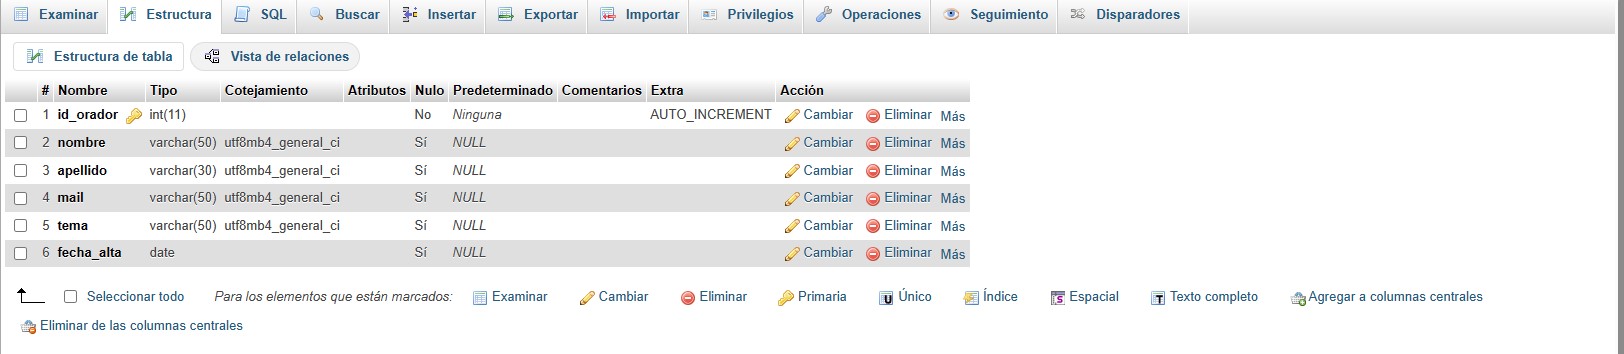 Examinar Estructura SQL Buscar Insertar Exportar Importar Privilegios Operaciones Seguimiento Disparadores
Estructura de tabla Vista de relaciones
# Nombre Tipo Cotejamiento Atributos Nulo Predeterminado Comentarios Extra Acción
1 id_orador int(11) No Ninguna AUTO_INCREMENT Cambiar Eliminar Más
2 nombre varchar(50) utf8mb4_general_ci Sí NULL Cambiar Eliminar Más
3 apellido varchar(30) utf8mb4_general_ci Sí NULL Cambiar Eliminar Más
4 mail varchar(50) utf8mb4_general_ci Sí NULL Cambiar Eliminar Más
5 tema varchar(50) utf8mb4_general_ci Sí NULL Cambiar Eliminar Más
6 fecha_alta date Sí NULL Cambiar Eliminar Más
Seleccionar todo Para los elementos que están marcados: Examinar Cambiar Eliminar Primaria Único Índice Espacial Texto completo Agregar a columnas centrales
Eliminar de las columnas centrales